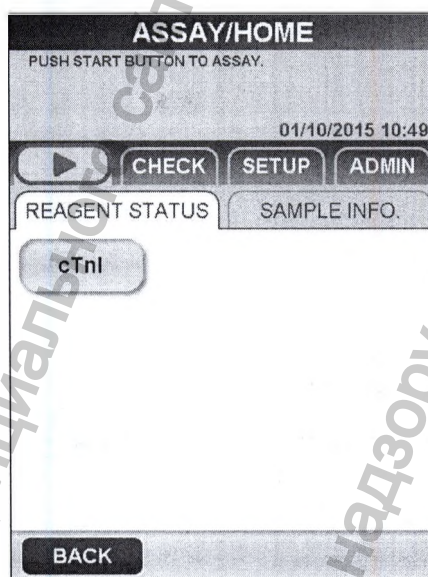 ASSAY/HOME
PUSH START BUTTON TO ASSAY.
01/10/2015 10:49
CHECK SETUP ADMIN
REAGENT STATUS SAMPLE INFO.
cTnI
BACK